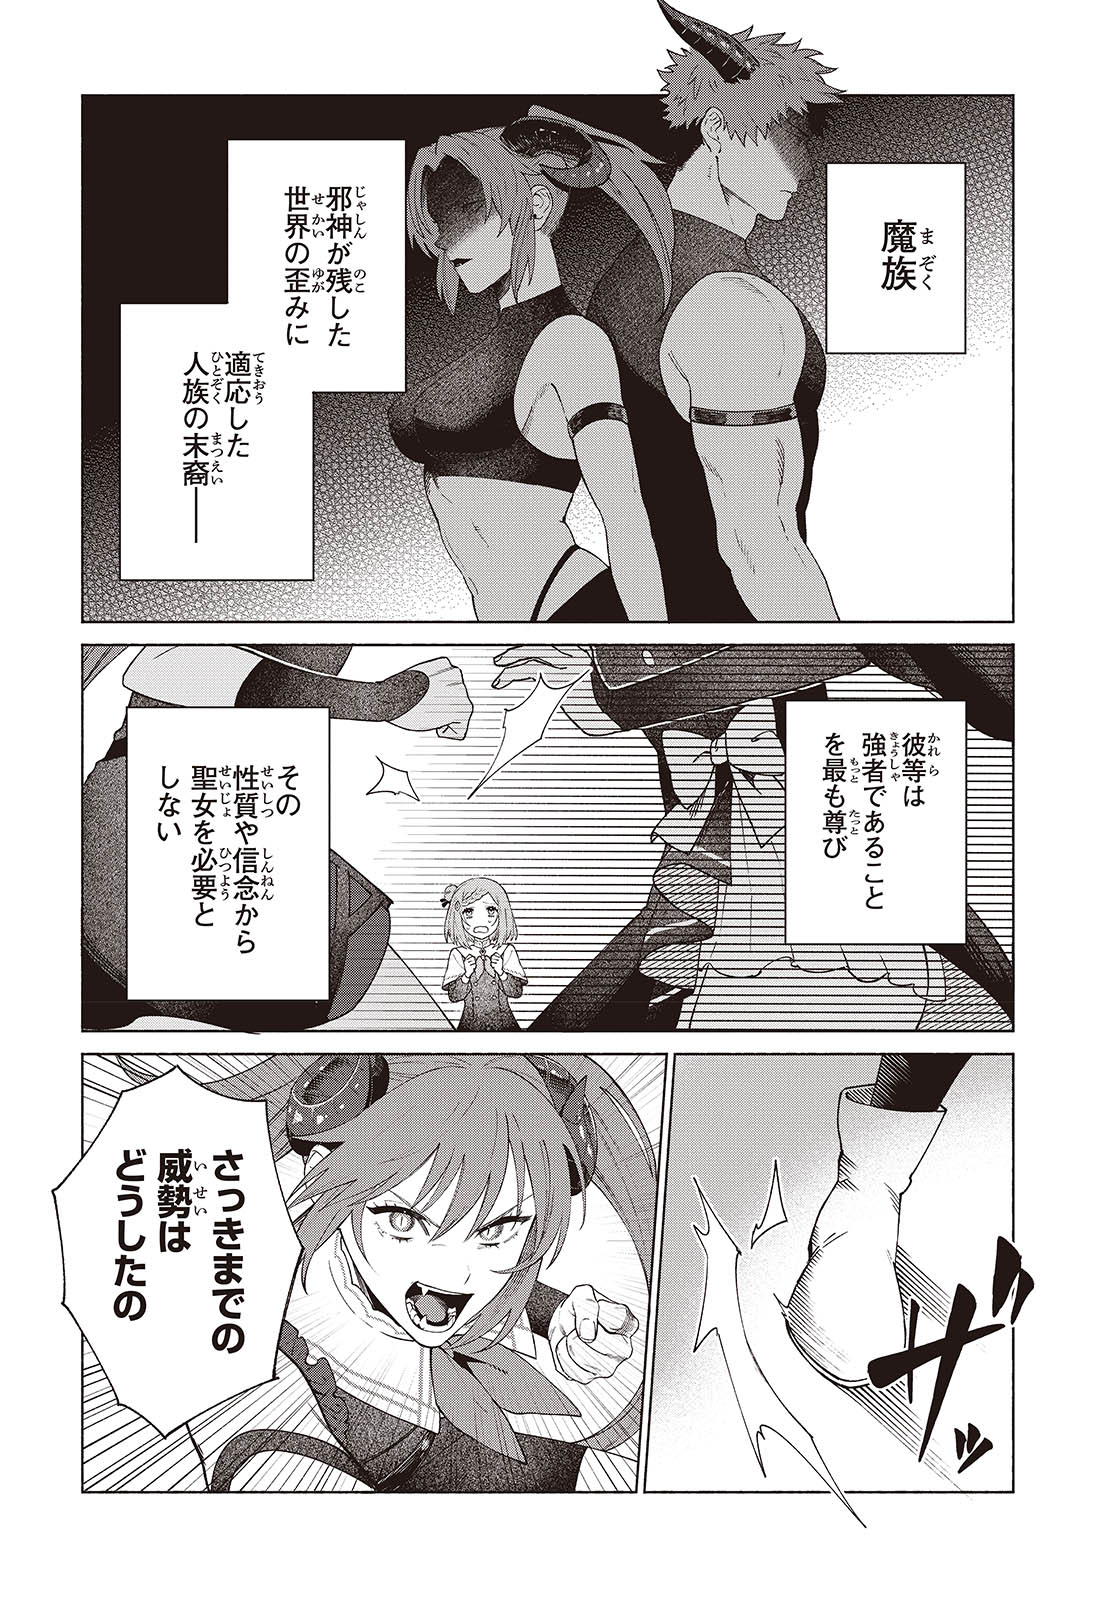 魔族
邪神が残した
世界の歪みに
適応した
人族の末裔──
彼等は
強者であること
を最も尊び
その
性質や信念から
聖女を必要と
しない
ザッ
さっきまでの
威勢は
どうしたの